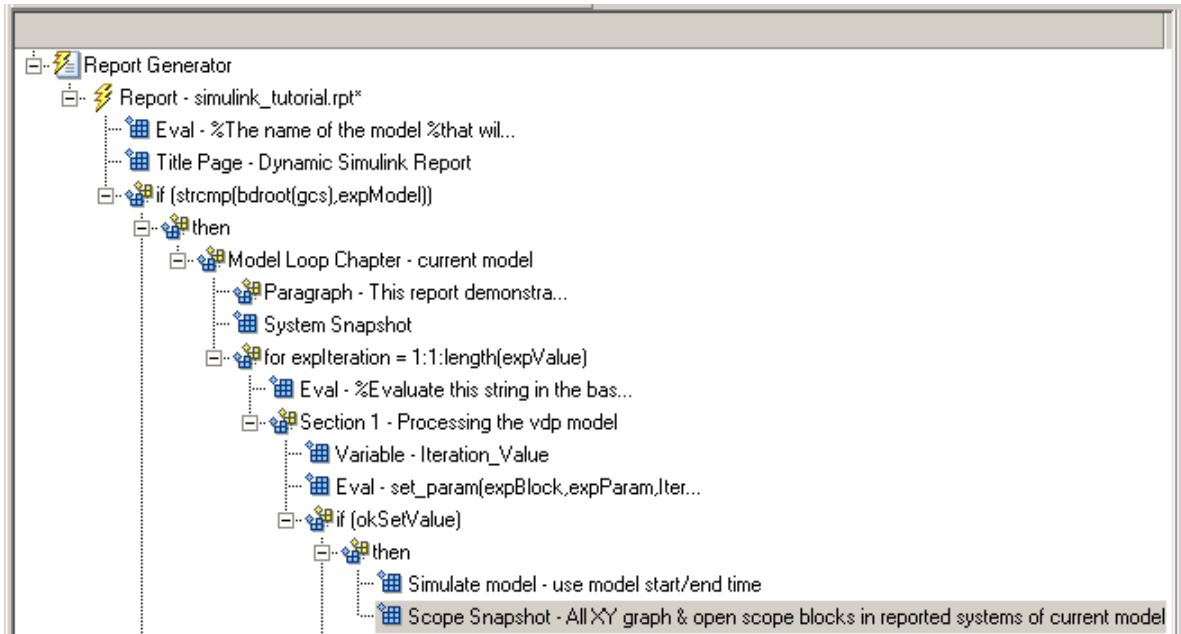 Report Generator
Report - simulink_tutorial.rpt*
Eval - %The name of the model %that wil...
Title Page - Dynamic Simulink Report
if (strcmp(bdroot(gcs),expModel))
then
Model Loop Chapter - current model
Paragraph - This report demonstra...
System Snapshot
for expIteration = 1:1:length(expValue)
Eval - %Evaluate this string in the bas...
Section 1 - Processing the vdp model
Variable - Iteration_Value
Eval - set_param(expBlock,expParam,Iter...
if (okSetValue)
then
Simulate model - use model start/end time
Scope Snapshot - All XY graph & open scope blocks in reported systems of current model